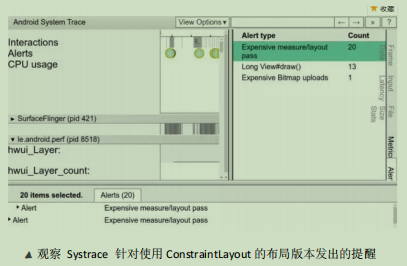 ★ 收藏
Android System Trace
View Options▾
← → » ?
Interactions
Alerts
CPU usage
▸ SurfaceFlinger (pid 421)
▾ le.android.perf (pid 8518)
hwui_Layer:
hwui_Layer_count:
Alert type Count
Expensive measure/layout pass 20
Long View#draw() 13
Expensive Bitmap uploads 1
Frame
Input Latency
File Size Stats
Metrics
Aler
20 items selected. Alerts (20)
▸ Alert Expensive measure/layout pass
▸ Alert Expensive measure/layout pass
▲ 观察 Systrace 针对使用 ConstraintLayout 的布局版本发出的提醒